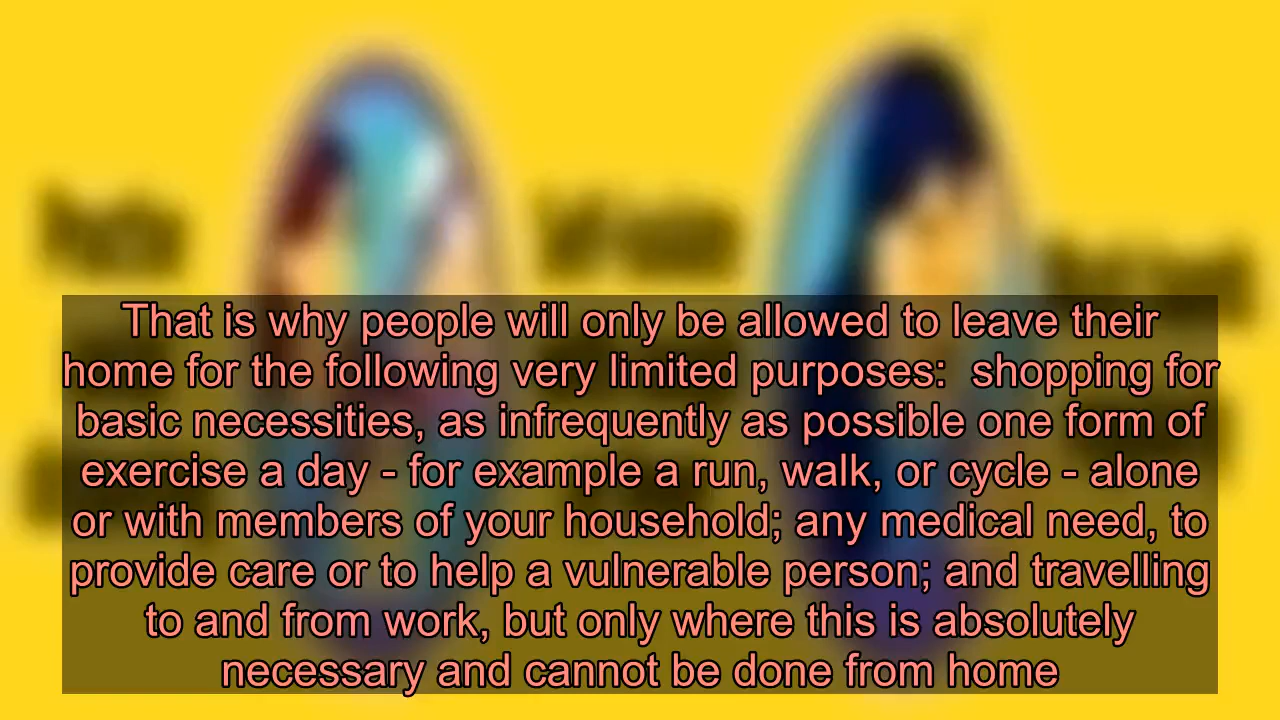 That is why people will only be allowed to leave their
home for the following very limited purposes:  shopping for
basic necessities, as infrequently as possible one form of
exercise a day - for example a run, walk, or cycle - alone
or with members of your household; any medical need, to
provide care or to help a vulnerable person; and travelling
to and from work, but only where this is absolutely
necessary and cannot be done from home